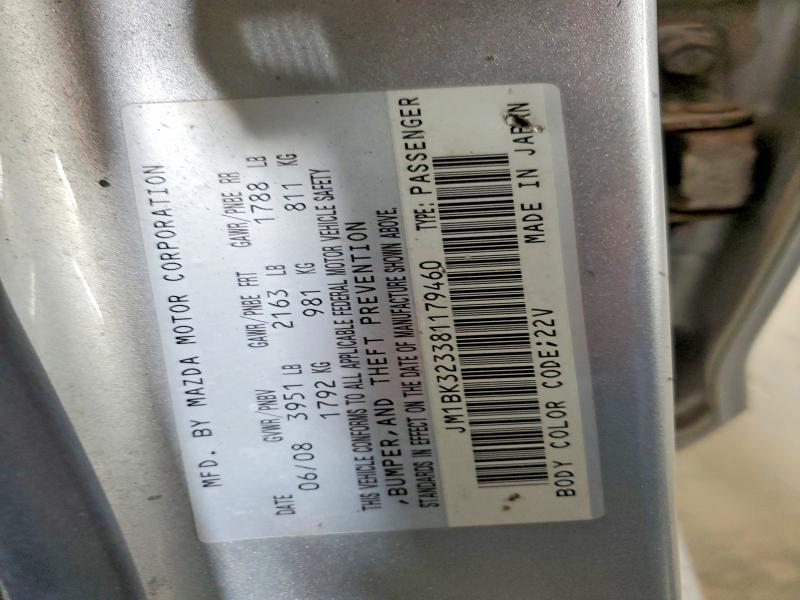 MFD. BY MAZDA MOTOR CORPORATION
DATE GVWR/PNBV GAWR/PNBE FRT GAWR/PNBE RR
06/08 3951 LB 2163 LB 1788 LB
1792 KG 981 KG 811 KG
THIS VEHICLE CONFORMS TO ALL APPLICABLE FEDERAL MOTOR VEHICLE SAFETY
,BUMPER,AND THEFT PREVENTION
STANDARDS IN EFFECT ON THE DATE OF MANUFACTURE SHOWN ABOVE.
JM1BK323381179460 TYPE: PASSENGER
BODY COLOR CODE;22V MADE IN JAPAN